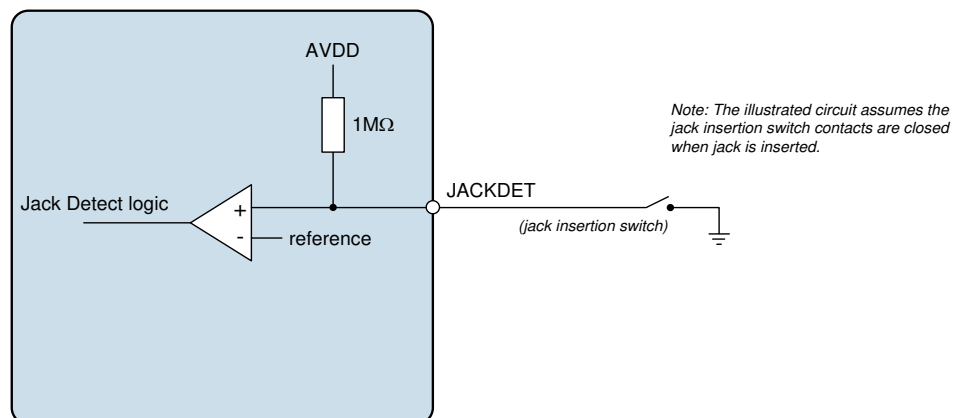 AVDD
1MΩ
Note: The illustrated circuit assumes the
jack insertion switch contacts are closed
when jack is inserted.
Jack Detect logic
+
-
reference
JACKDET
(jack insertion switch)